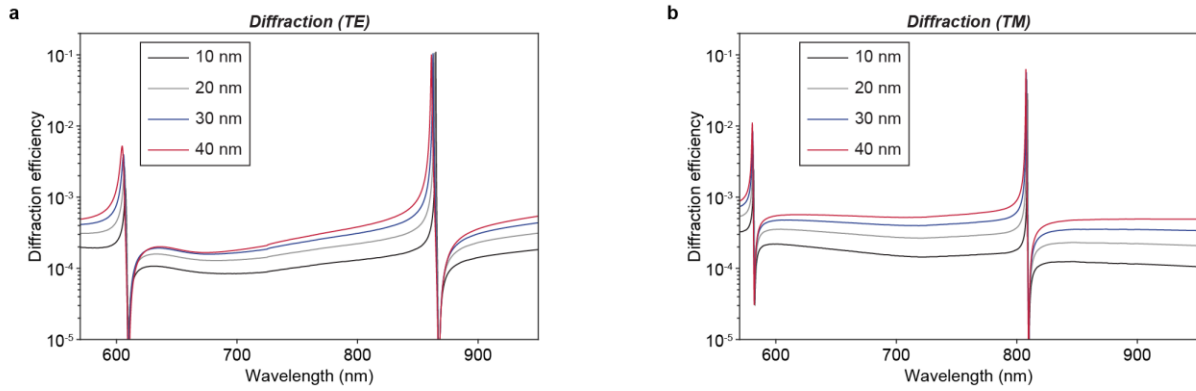 a
Diffraction (TE)
10 nm
20 nm
30 nm
40 nm
10-1
10-2
10-3
10-4
10-5
Diffraction efficiency
600 700 800 900
Wavelength (nm)
b
Diffraction (TM)
10 nm
20 nm
30 nm
40 nm
10-1
10-2
10-3
10-4
10-5
Diffraction efficiency
600 700 800 900
Wavelength (nm)